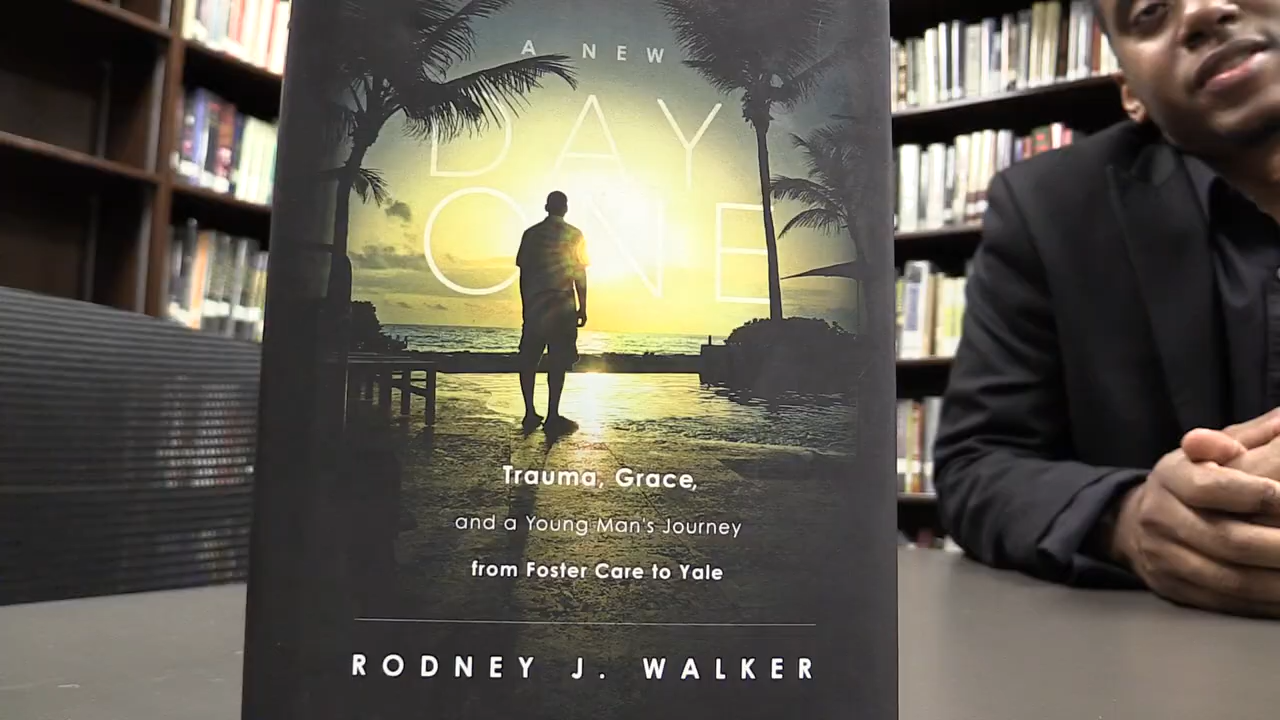 A NEW
DAY
ONE
Trauma, Grace,
and a Young Man's Journey
from Foster Care to Yale
RODNEY J. WALKER